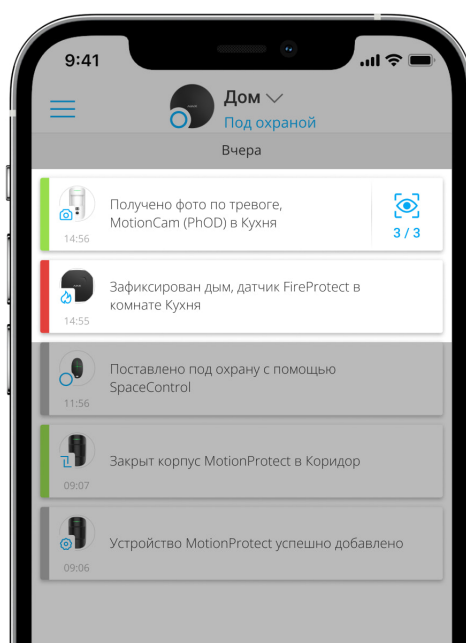 9:41
Дом
Под охраной
Вчера
Получено фото по тревоге,
MotionCam (PhOD) в Кухня
14:56
3 / 3
Зафиксирован дым, датчик FireProtect в
комнате Кухня
14:55
Поставлено под охрану с помощью
SpaceControl
11:56
Закрыт корпус MotionProtect в Коридор
09:07
Устройство MotionProtect успешно добавлено
09:06